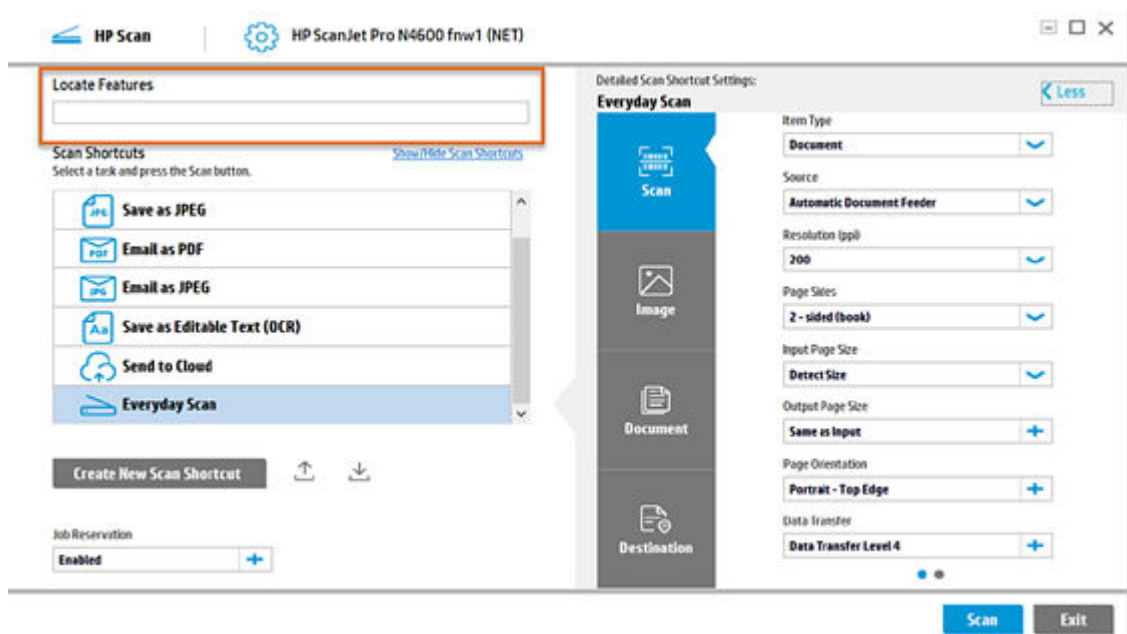 HP Scan
HP ScanJet Pro N4600 fnw1 (NET)
Locate Features
Scan Shortcuts
Show/Hide Scan Shortcuts
Select a task and press the Scan button.
JPG
Save as JPEG
PDF
Email as PDF
JPG
Email as JPEG
Aa
Save as Editable Text (OCR)
Send to Cloud
Everyday Scan
Create New Scan Shortcut
Job Reservation
Enabled
Detailed Scan Shortcut Settings:
Everyday Scan
Less
Scan
Image
Document
Destination
Item Type
Document
Source
Automatic Document Feeder
Resolution (ppi)
200
Page Sides
2 - sided (book)
Input Page Size
Detect Size
Output Page Size
Same as Input
Page Orientation
Portrait - Top Edge
Data Transfer
Data Transfer Level 4
Scan
Exit